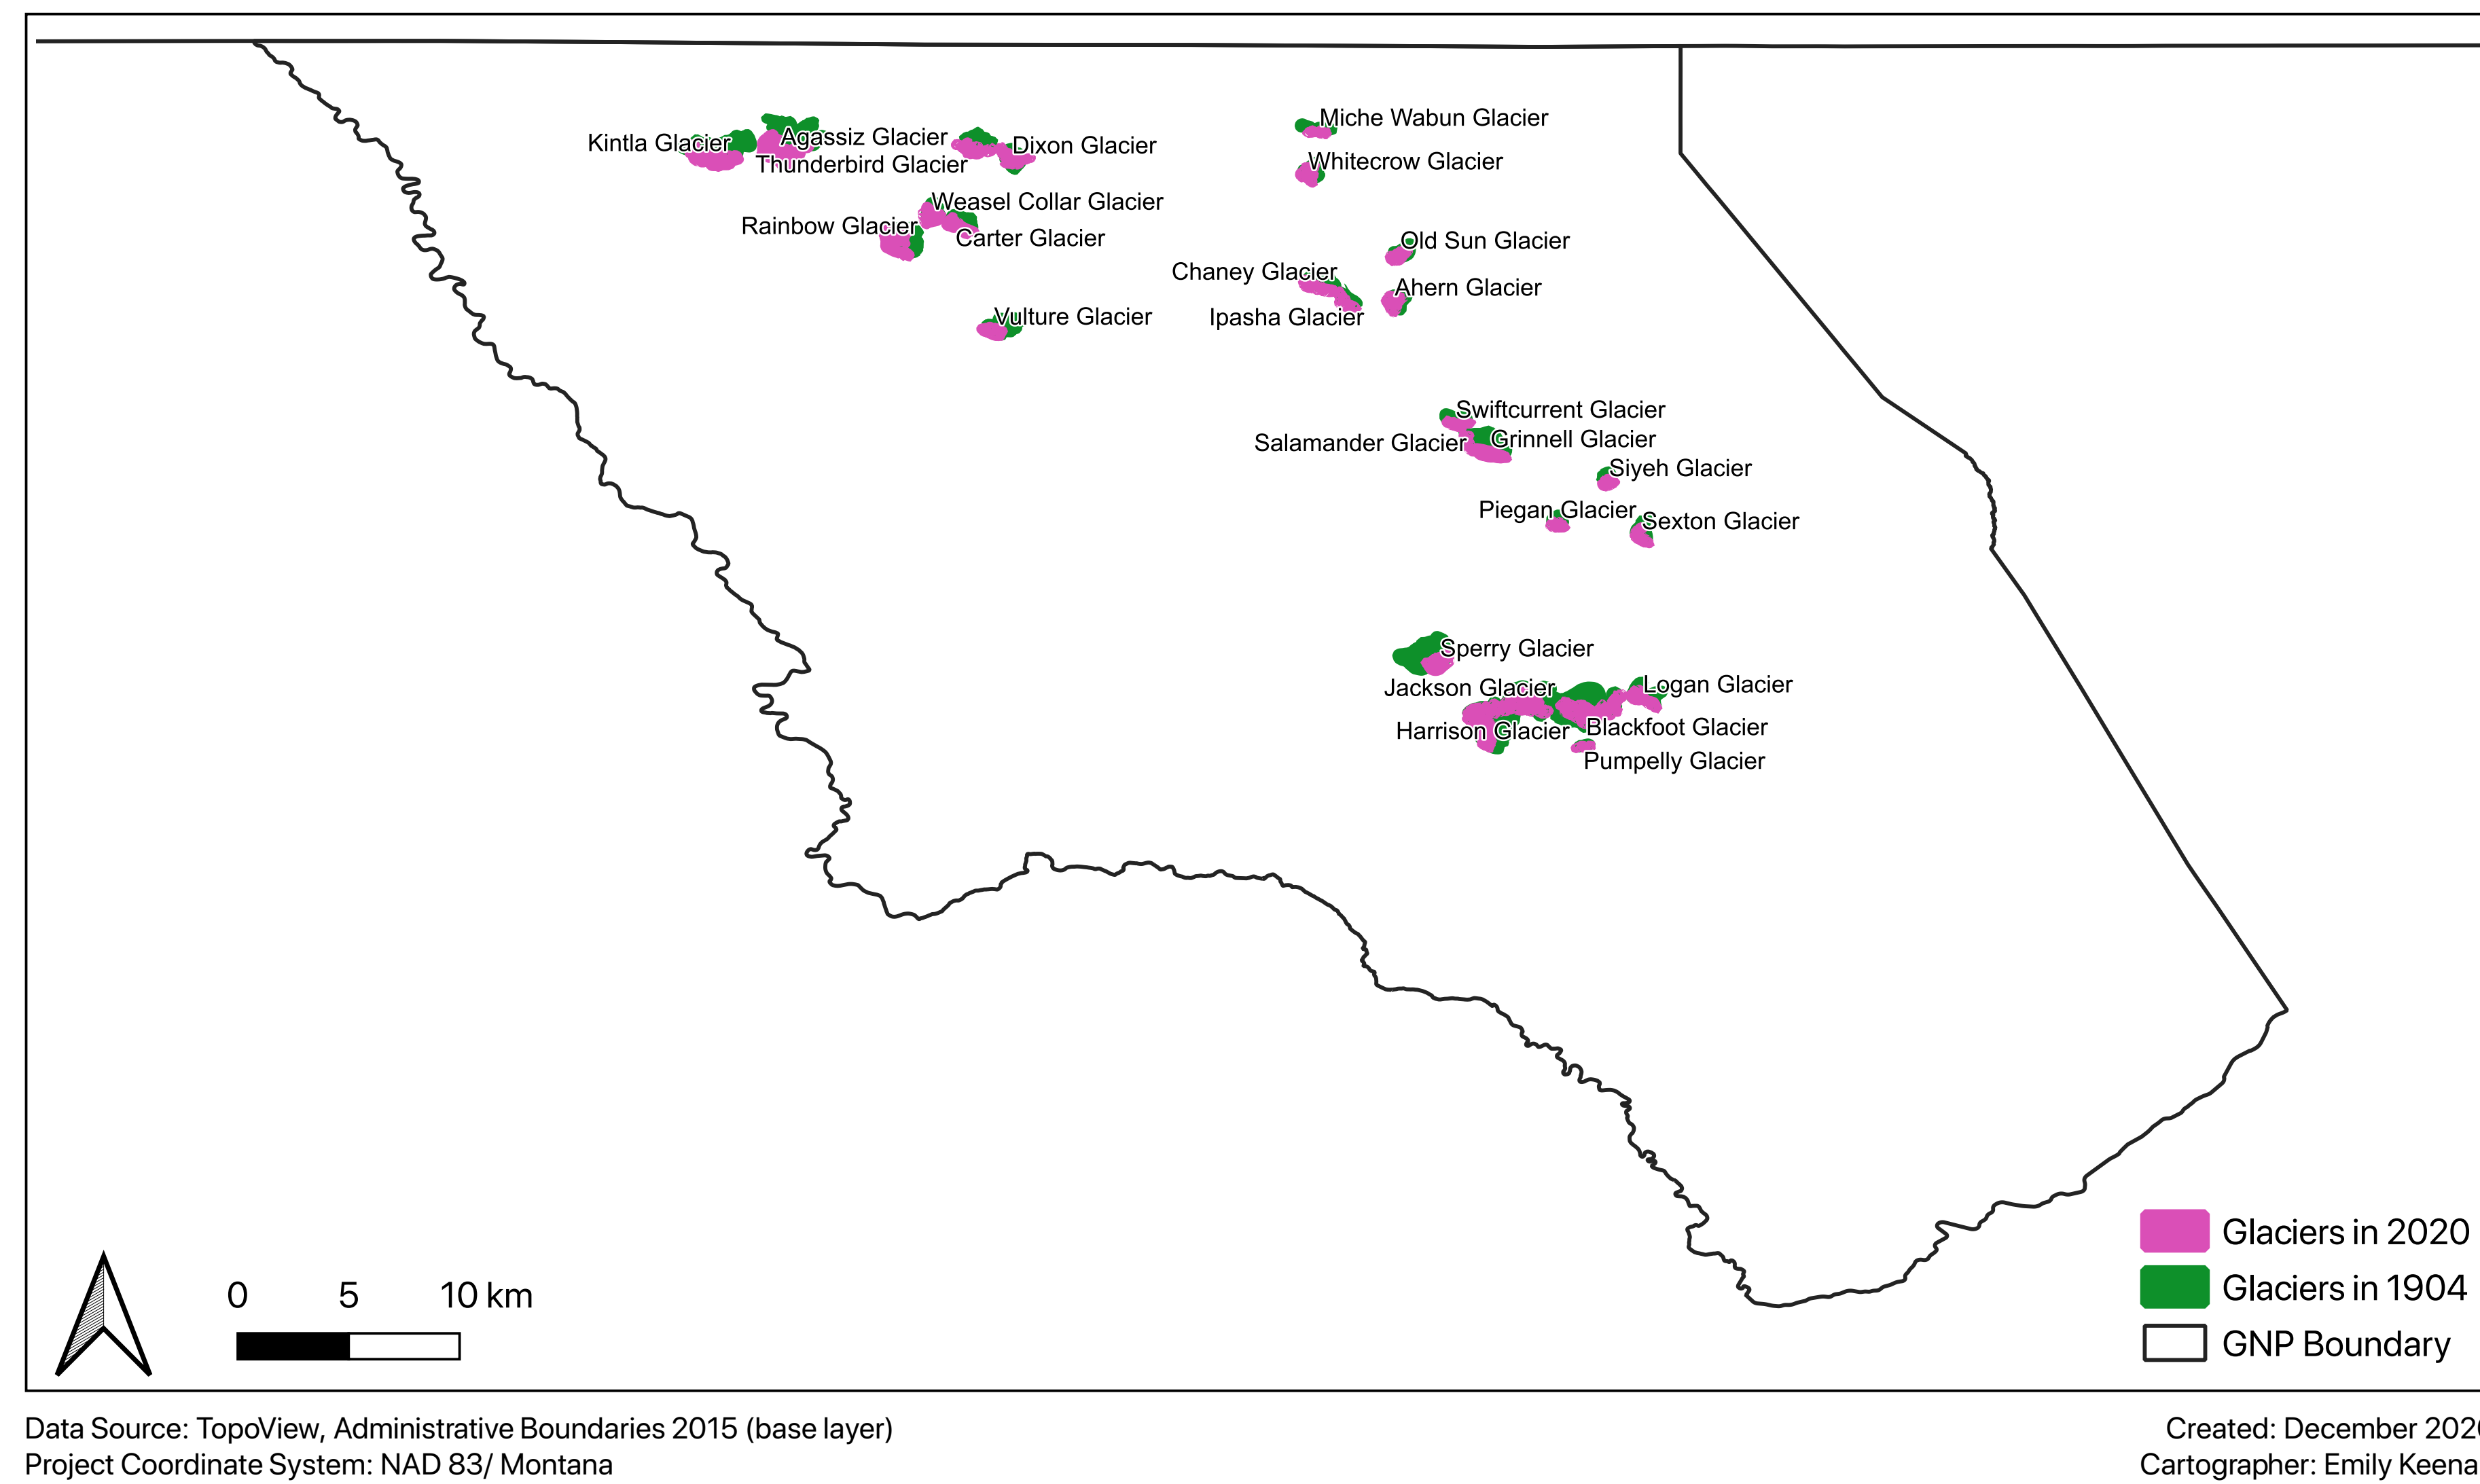 Miche Wabun Glacier
Kintla Glacier
Agassiz Glacier
Dixon Glacier
Thunderbird Glacier
Whitecrow Glacier
Weasel Collar Glacier
Rainbow Glacier
Carter Glacier
Old Sun Glacier
Chaney Glacier
Ahern Glacier
Ipasha Glacier
Vulture Glacier
Swiftcurrent Glacier
Salamander Glacier
Grinnell Glacier
Siyeh Glacier
Piegan Glacier
Sexton Glacier
Sperry Glacier
Jackson Glacier
Logan Glacier
Harrison Glacier
Blackfoot Glacier
Pumpelly Glacier
Glaciers in 2020
Glaciers in 1904
GNP Boundary
0 5 10 km
Data Source: TopoView, Administrative Boundaries 2015 (base layer)
Project Coordinate System: NAD 83/ Montana
Created: December
Cartographer: Emily